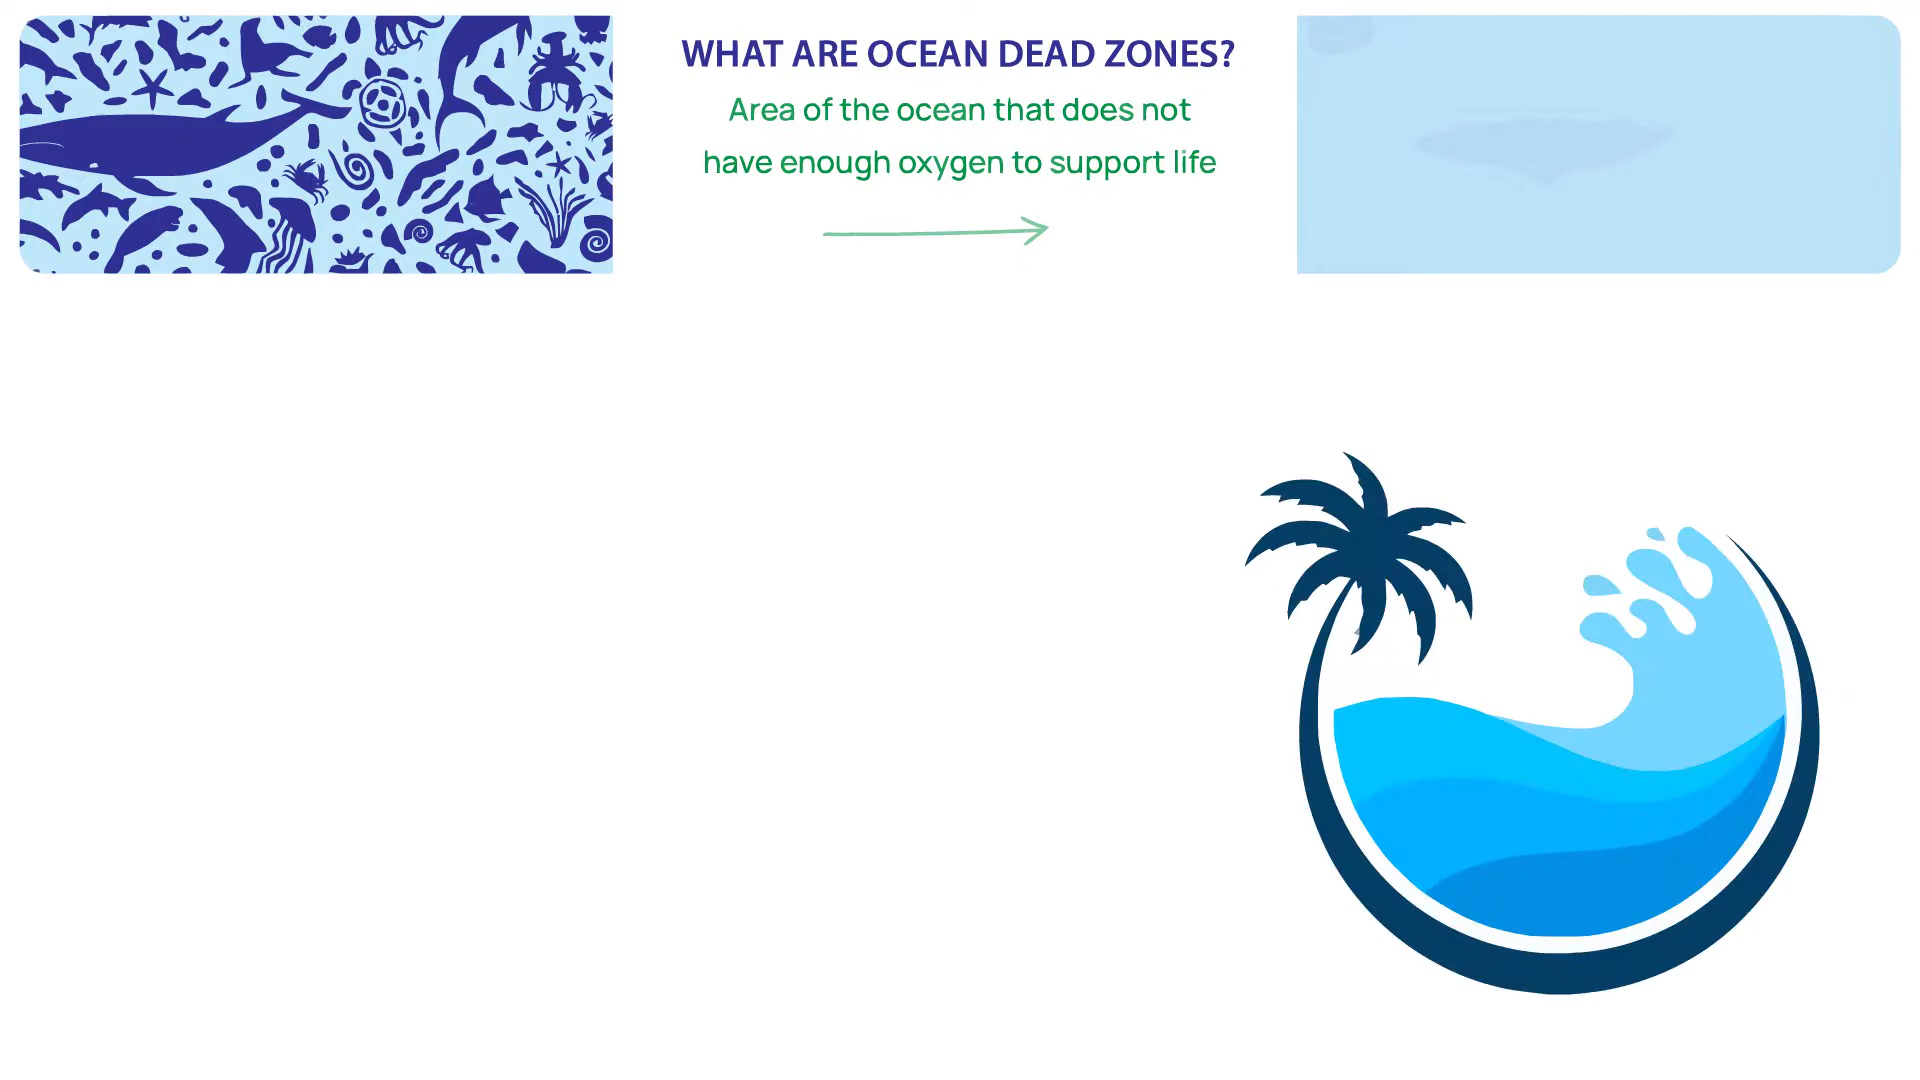 WHAT ARE OCEAN DEAD ZONES?
Area of the ocean that does not
have enough oxygen to support life